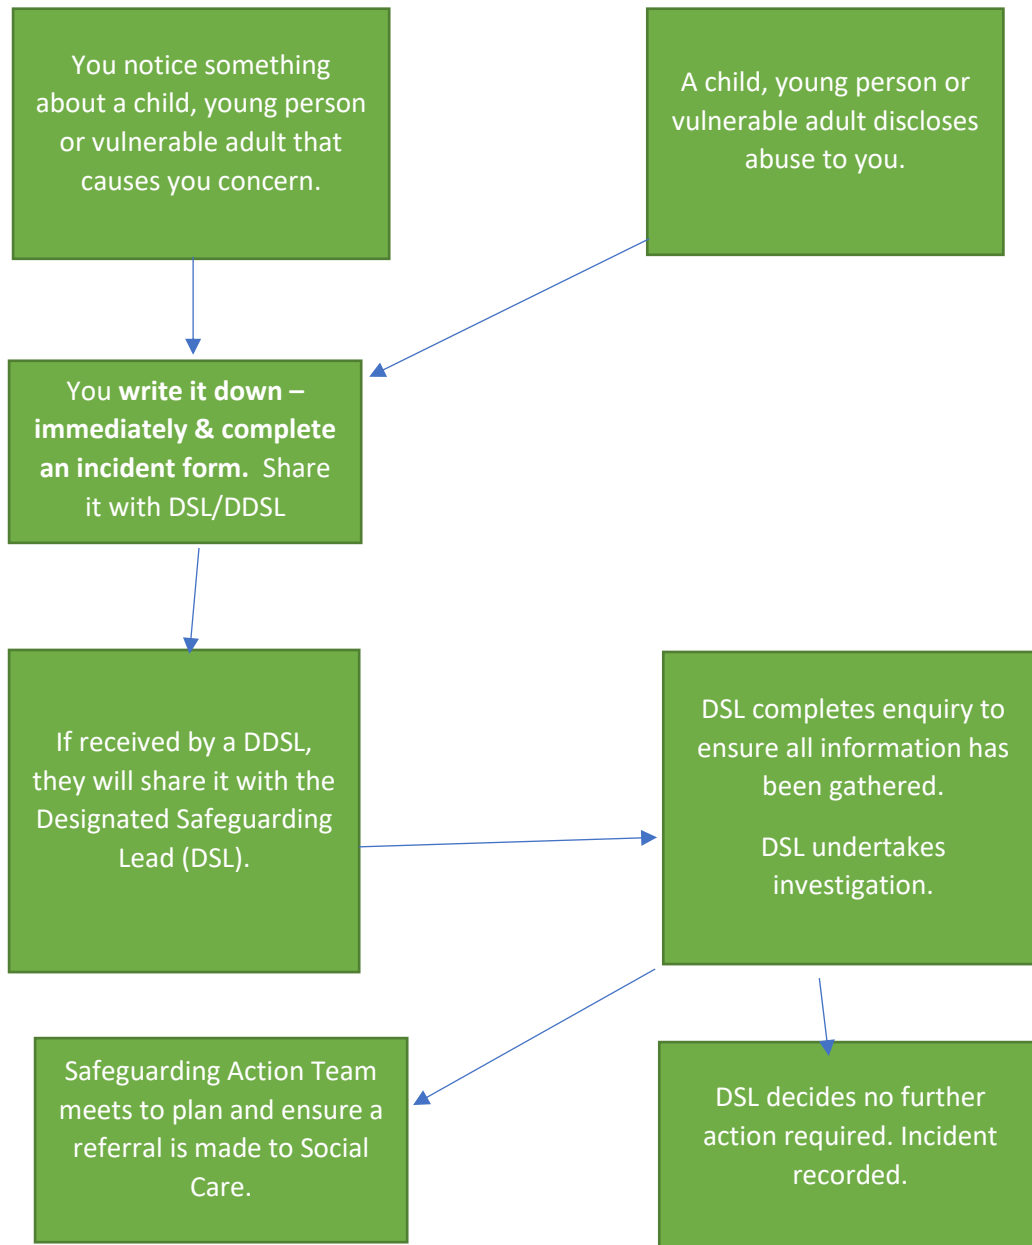 You notice something
about a child, young person
or vulnerable adult that
causes you concern.
A child, young person or
vulnerable adult discloses
abuse to you.
You write it down –
immediately & complete
an incident form.  Share
it with DSL/DDSL
If received by a DDSL,
they will share it with the
Designated Safeguarding
Lead (DSL).
DSL completes enquiry to
ensure all information has
been gathered.
DSL undertakes
investigation.
Safeguarding Action Team
meets to plan and ensure a
referral is made to Social
Care.
DSL decides no further
action required. Incident
recorded.